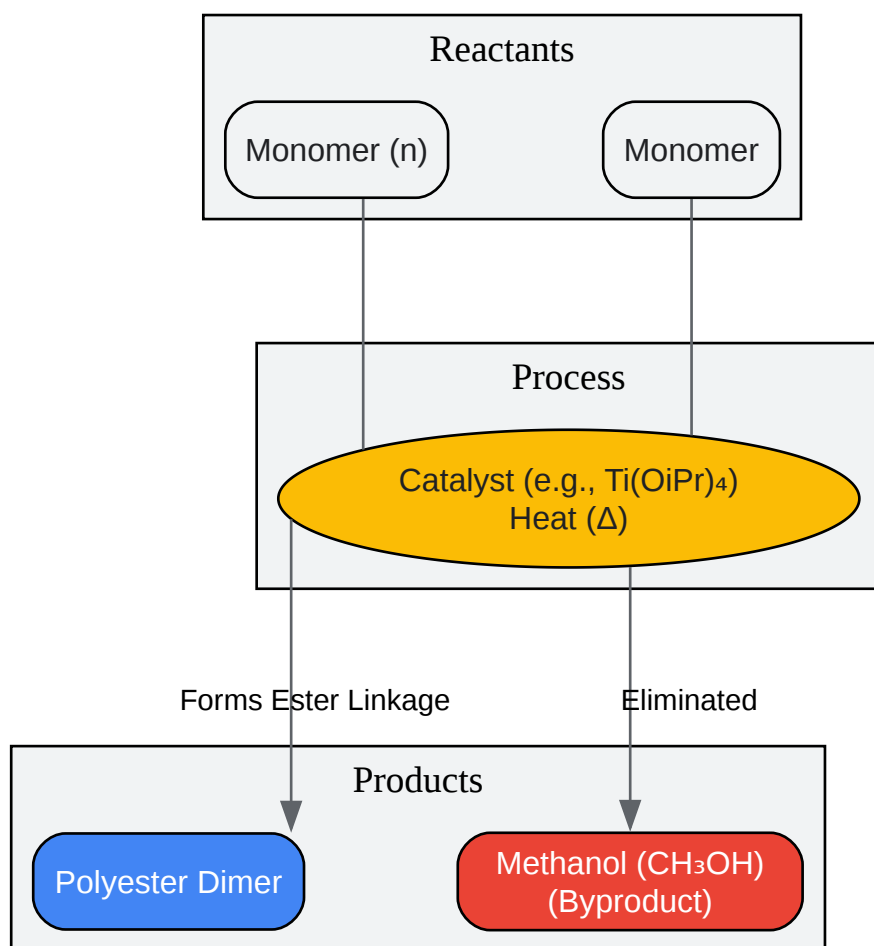 Reactants
Monomer (n)
Monomer
Process
Catalyst (e.g., Ti(OiPr)₄)
Heat (Δ)
Forms Ester Linkage
Eliminated
Products
Polyester Dimer
Methanol (CH₃OH)
(Byproduct)